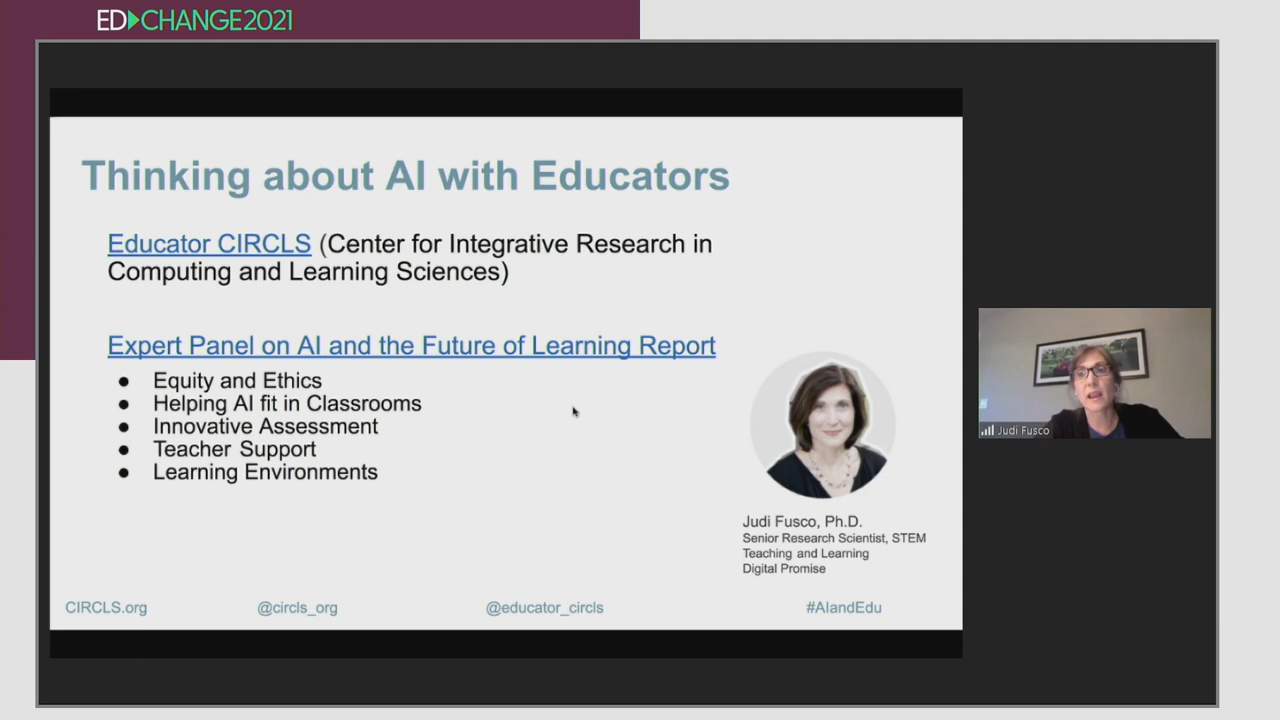 ED CHANGE2021
Thinking about AI with Educators
Educator CIRCLS (Center for Integrative Research in
Computing and Learning Sciences)
Expert Panel on AI and the Future of Learning Report
● Equity and Ethics
● Helping AI fit in Classrooms
● Innovative Assessment
● Teacher Support
● Learning Environments
Judi Fusco, Ph.D.
Senior Research Scientist, STEM
Teaching and Learning
Digital Promise
CIRCLS.org @circls_org @educator_circls #AIandEdu
Judi Fusco